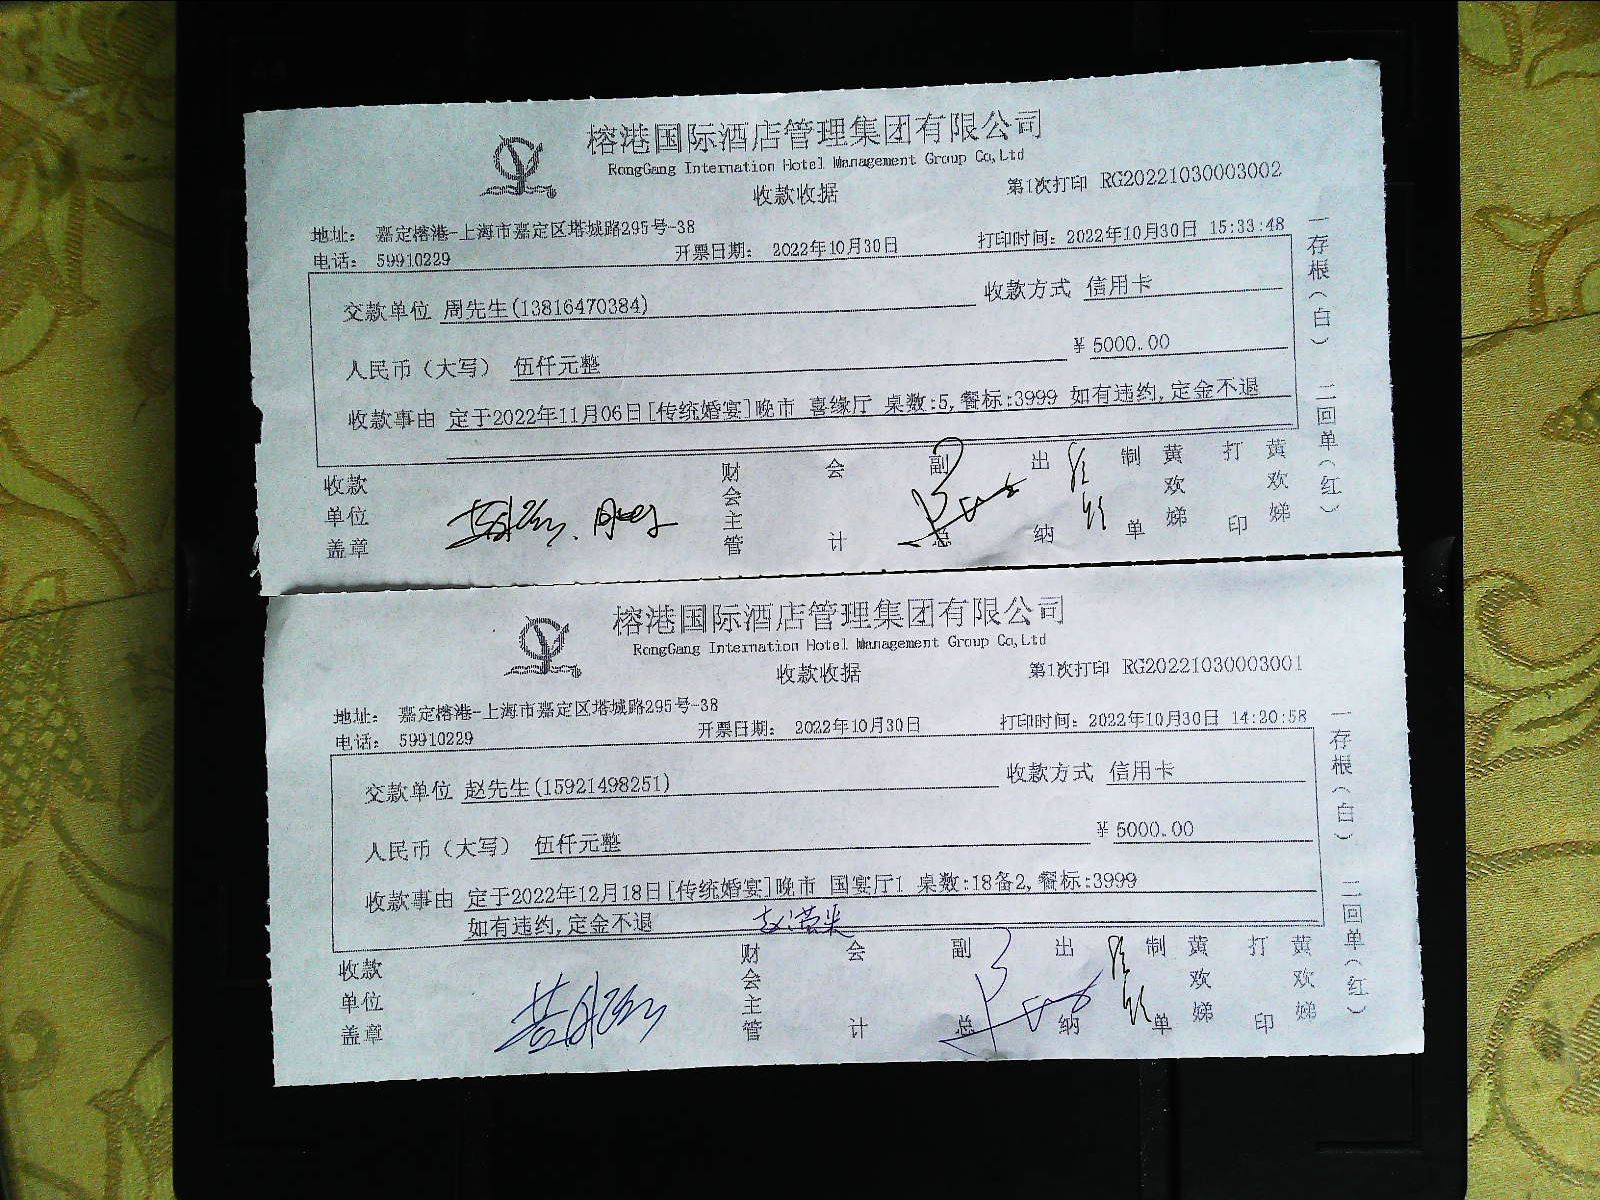 榕港国际酒店管理集团有限公司
RongGang International Hotel Management Group Co,Ltd
收款收据
第1次打印 RG20221030003002
地址： 嘉定榕港-上海市嘉定区塔城路295号-38
电话： 59910229
开票日期： 2022年10月30日
打印时间：2022年10月30日 15:33:48
交款单位 周先生(13816470384)
收款方式 信用卡
人民币（大写） 伍仟元整
￥5000.00
收款事由 定于2022年11月06日[传统婚宴]晚市 喜缘厅 桌数:5,餐标:3999 如有违约,定金不退
收款单位盖章
财会主管
会计
副总
出纳
制单 黄欢娣
打印 黄欢娣
一存根（白） 二回单（红）
榕港国际酒店管理集团有限公司
RongGang International Hotel Management Group Co,Ltd
收款收据
第1次打印 RG20221030003001
地址： 嘉定榕港-上海市嘉定区塔城路295号-38
电话： 59910229
开票日期： 2022年10月30日
打印时间：2022年10月30日 14:20:58
交款单位 赵先生(15921498251)
收款方式 信用卡
人民币（大写） 伍仟元整
￥5000.00
收款事由 定于2022年12月18日[传统婚宴]晚市 国宴厅1 桌数:18备2,餐标:3999
如有违约,定金不退
收款单位盖章
财会主管
会计
副总
出纳
制单 黄欢娣
打印 黄欢娣
一存根（白） 二回单（红）